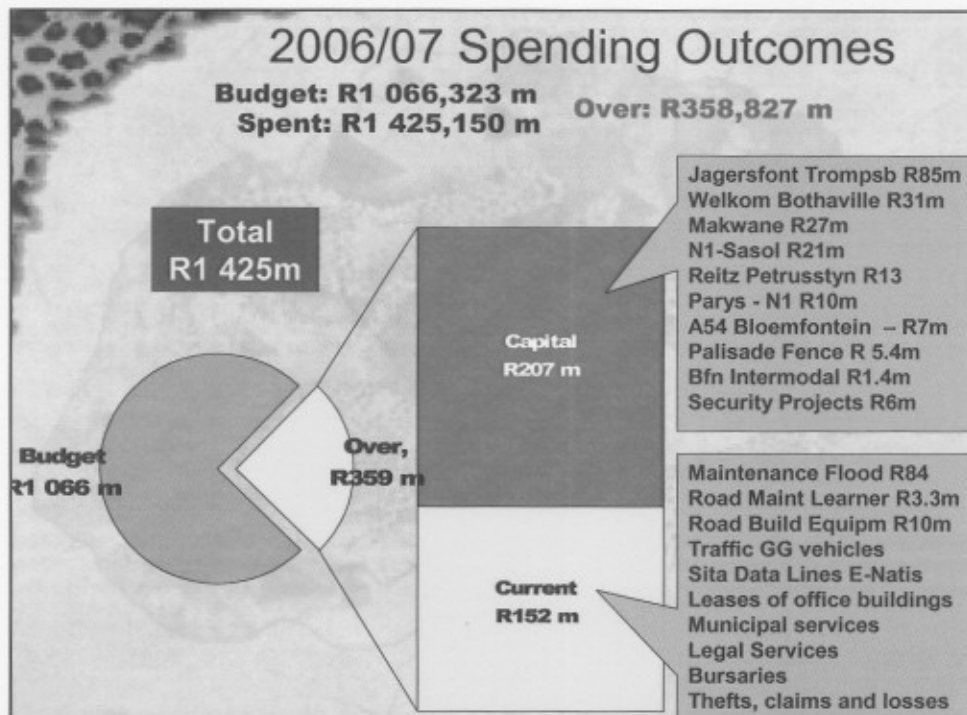 2006/07 Spending Outcomes
Budget: R1 066,323 m
Spent: R1 425,150 m
Over: R358,827 m
Total
R1 425m
Budget
R1 066 m
Over,
R359 m
Capital
R207 m
Current
R152 m
Jagersfont Trompsb R85m
Welkom Bothaville R31m
Makwane R27m
N1-Sasol R21m
Reitz Petrusstyn R13
Parys - N1 R10m
A54 Bloemfontein – R7m
Palisade Fence R 5.4m
Bfn Intermodal R1.4m
Security Projects R6m
Maintenance Flood R84
Road Maint Learner R3.3m
Road Build Equipm R10m
Traffic GG vehicles
Sita Data Lines E-Natis
Leases of office buildings
Municipal services
Legal Services
Bursaries
Thefts, claims and losses